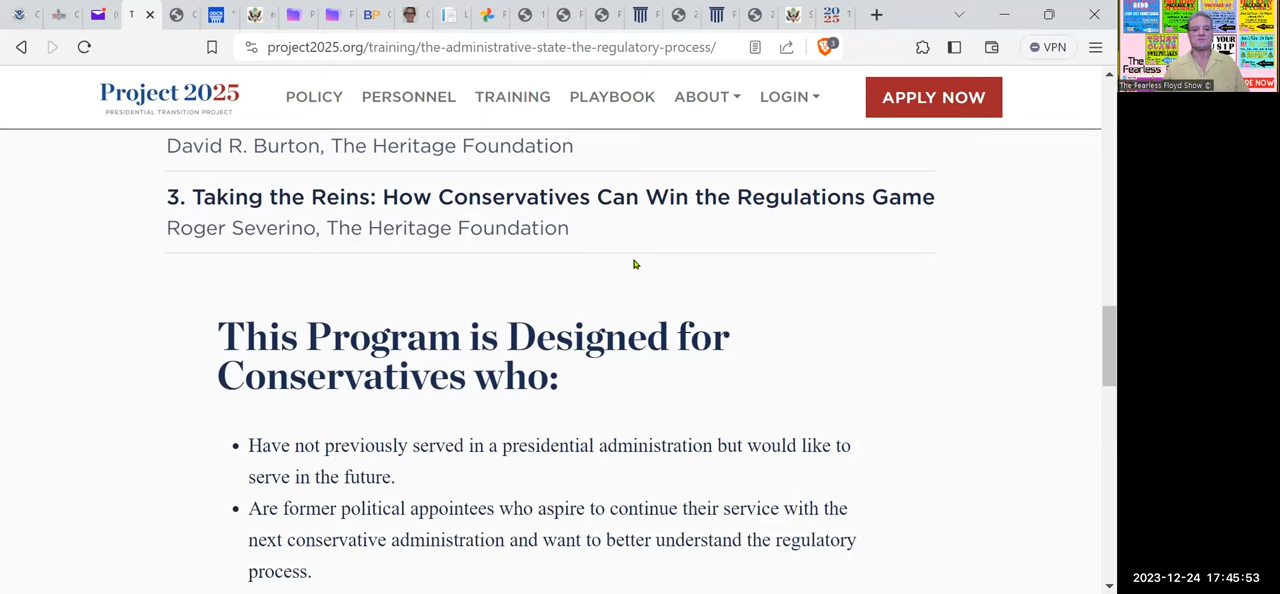 project2025.org/training/the-administrative-state-the-regulatory-process/
3
VPN
Project 2025
PRESIDENTIAL TRANSITION PROJECT
POLICY PERSONNEL TRAINING PLAYBOOK ABOUT LOGIN
APPLY NOW
David R. Burton, The Heritage Foundation
3. Taking the Reins: How Conservatives Can Win the Regulations Game
Roger Severino, The Heritage Foundation
This Program is Designed for
Conservatives who:
• Have not previously served in a presidential administration but would like to
serve in the future.
• Are former political appointees who aspire to continue their service with the
next conservative administration and want to better understand the regulatory
process.
The
Fearless
The Fearless Floyd Show ©
2023-12-24 17:45:53